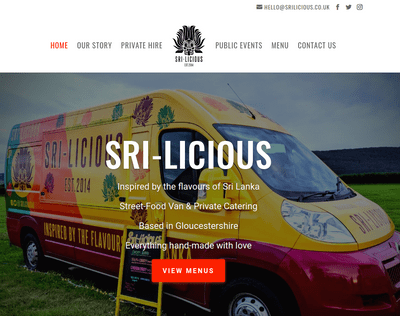 HELLO@SRILICIOUS.CO.UK
HOME OUR STORY PRIVATE HIRE PUBLIC EVENTS MENU CONTACT US
SRI-LICIOUS
SRI-LICIOUS
EST.2014
SRI-LICIOUS
Inspired by the flavours of Sri Lanka
Street-Food Van & Private Catering
Based in Gloucestershire
Everything hand-made with love
INSPIRED BY THE FLAVOURS
VIEW MENUS